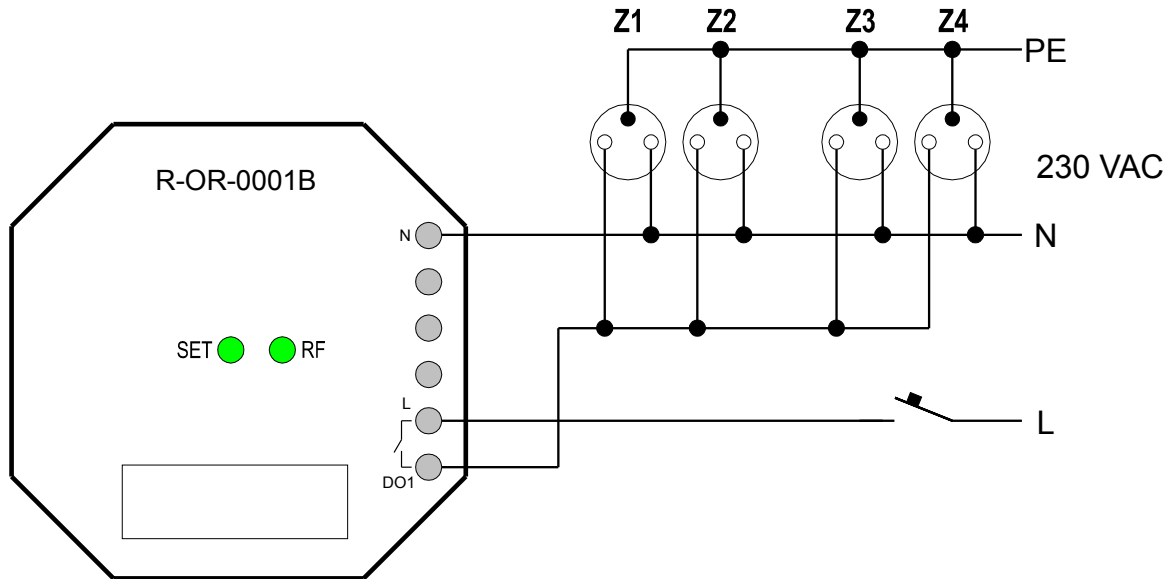 Z1 Z2 Z3 Z4
PE
R-OR-0001B
230 VAC
N
N
SET RF
L
L
DO1